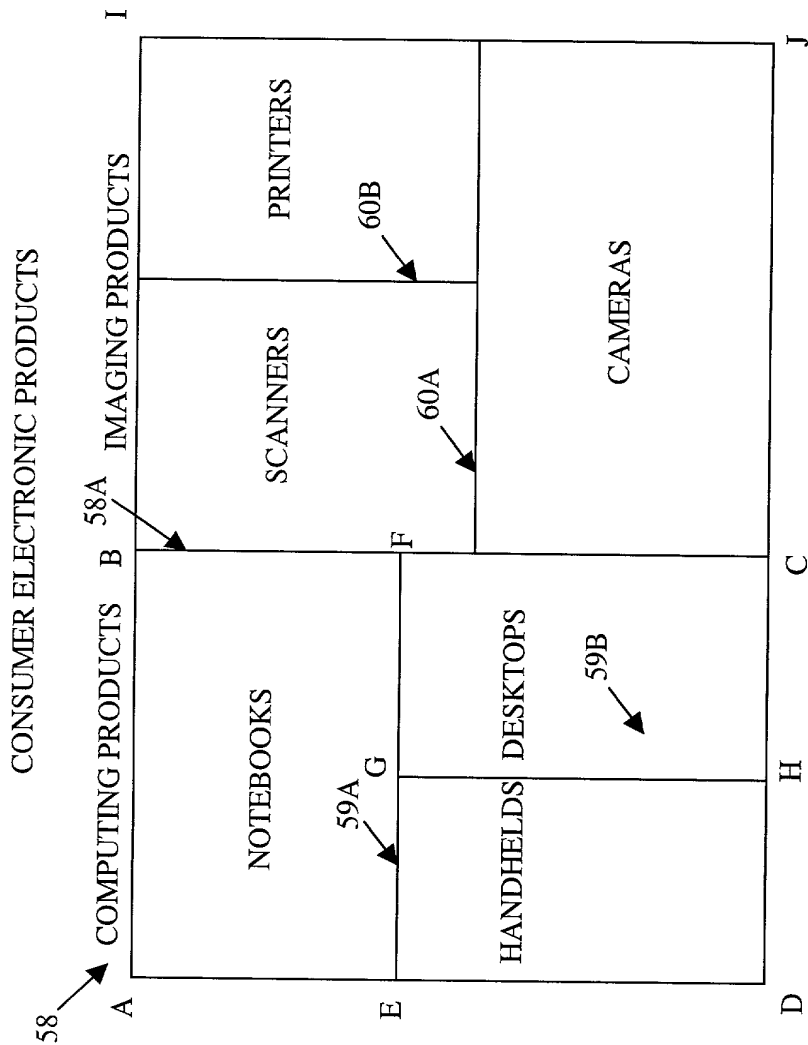 CONSUMER ELECTRONIC PRODUCTS
58
COMPUTING PRODUCTS
58A
IMAGING PRODUCTS
A
B
I
NOTEBOOKS
SCANNERS
PRINTERS
59A
60A
60B
E
G
F
HANDHELDS
DESKTOPS
CAMERAS
59B
D
H
C
J